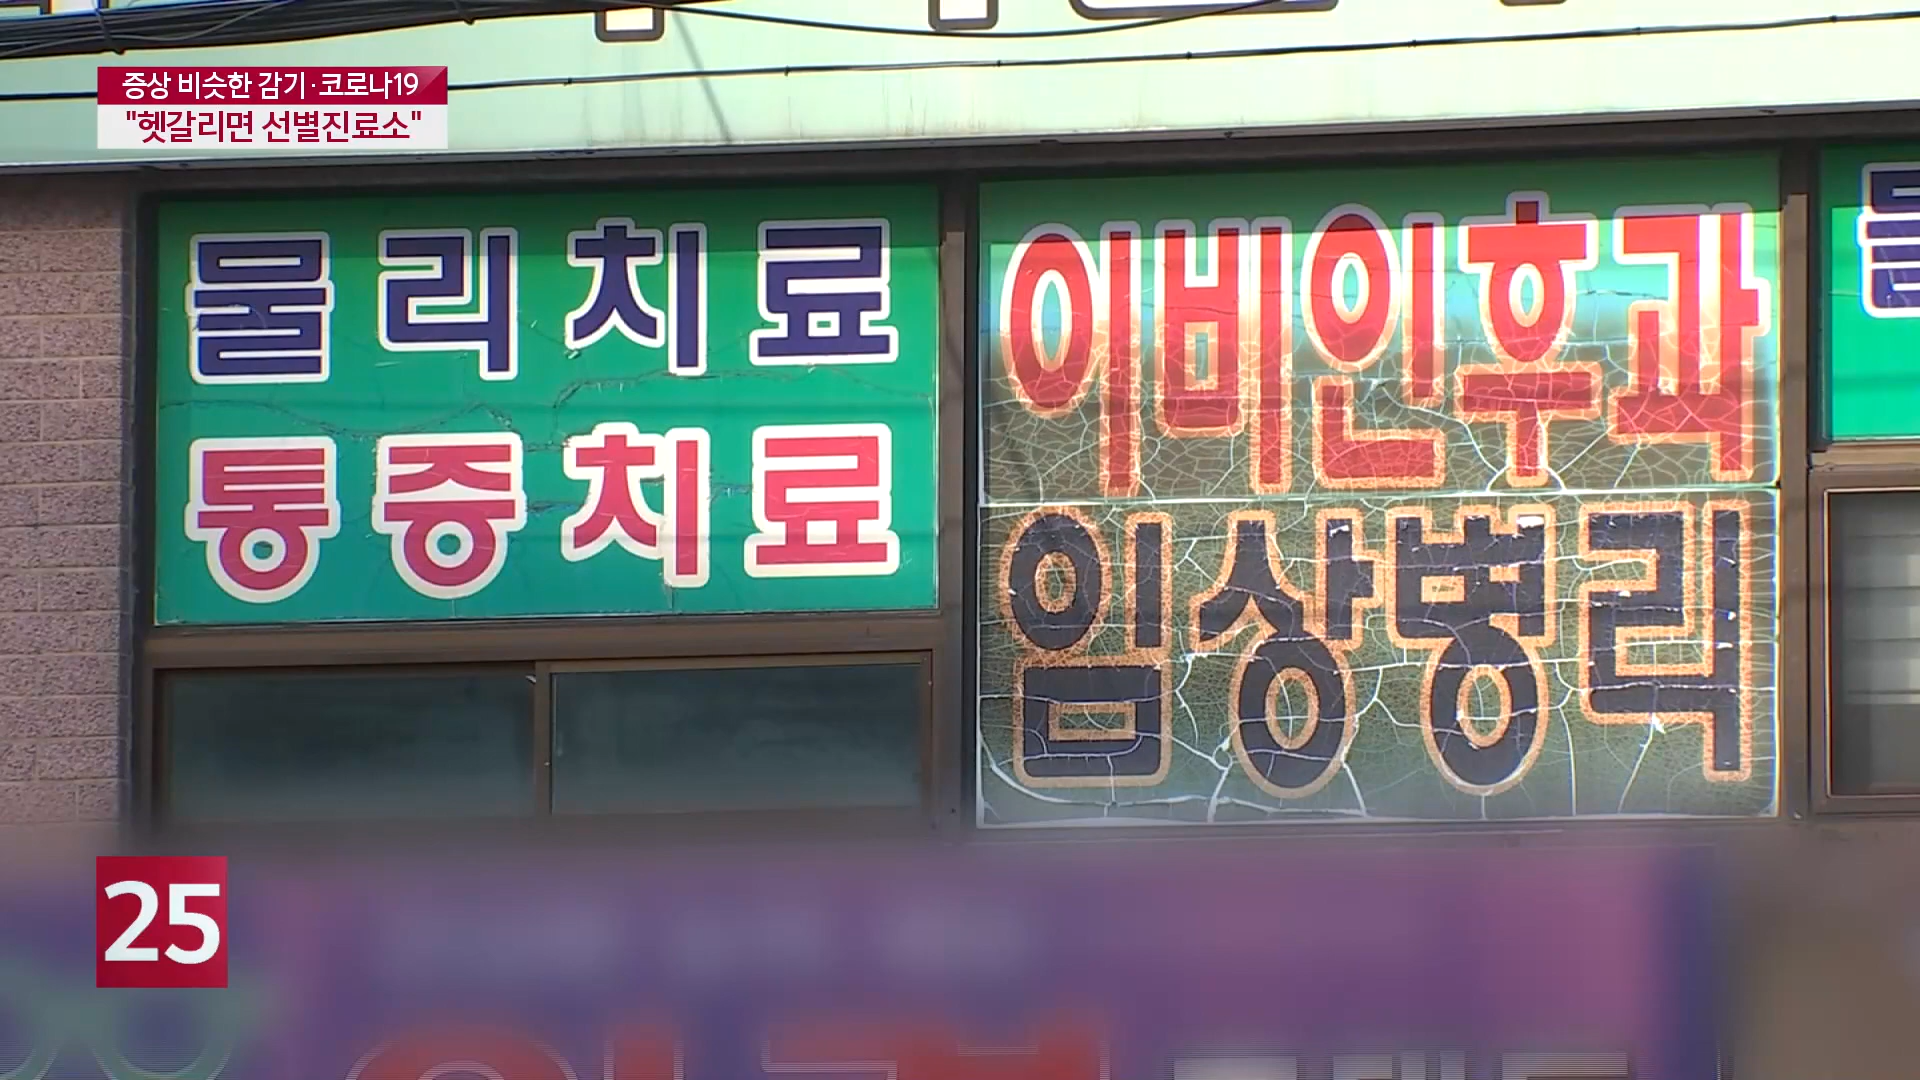 증상 비슷한 감기·코로나19
"헷갈리면 선별진료소"
물리치료
통증치료
이비인후과
임상병리
25